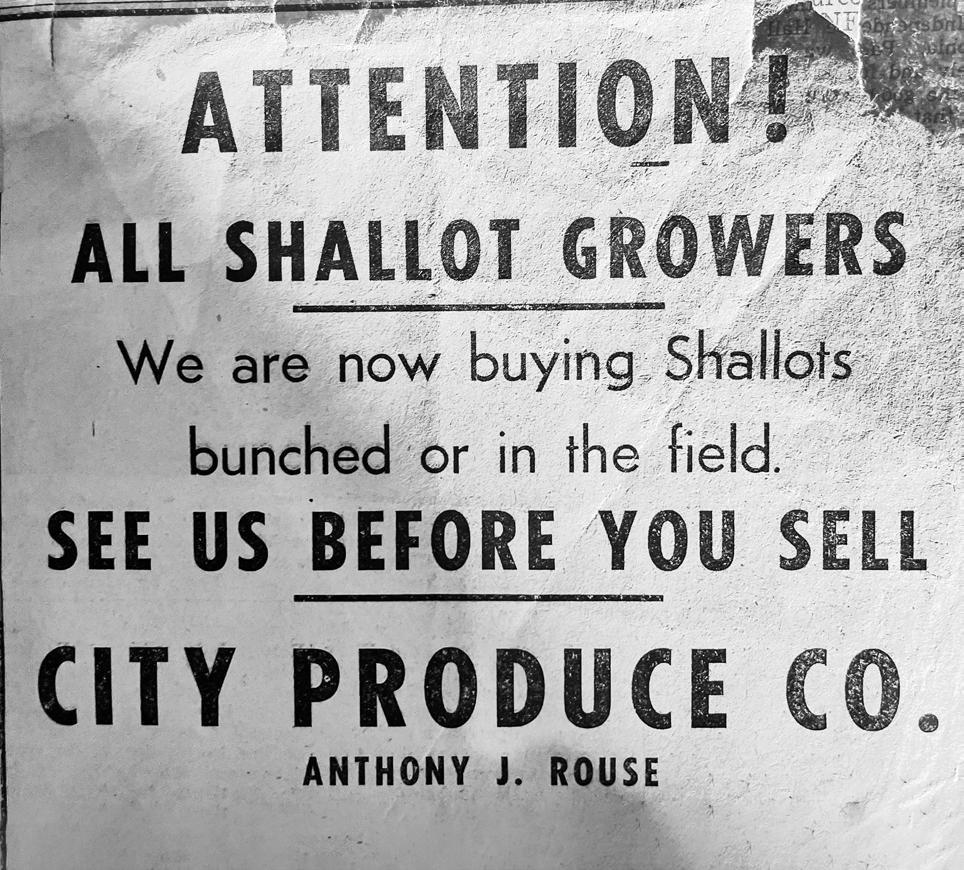 ATTENTION!
ALL SHALLOT GROWERS
We are now buying Shallots
bunched or in the field.
SEE US BEFORE YOU SELL
CITY PRODUCE CO.
ANTHONY J. ROUSE